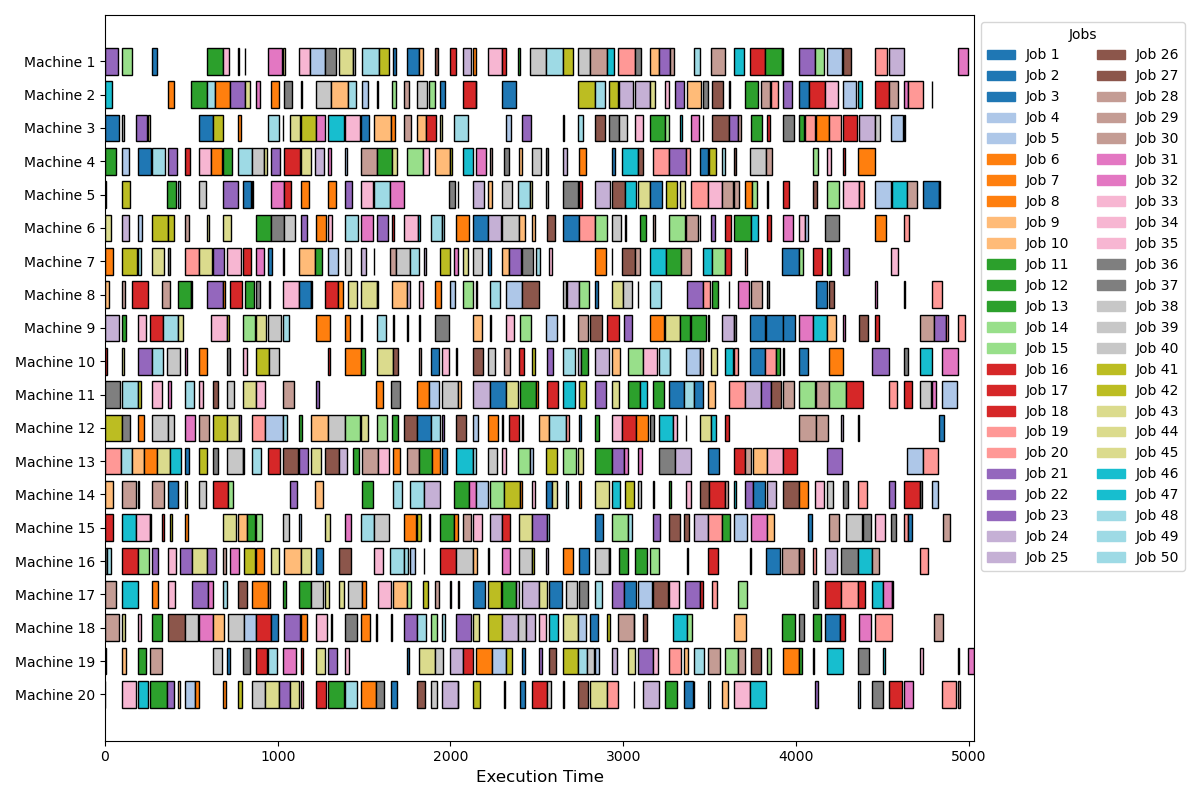 Machine 1
Machine 2
Machine 3
Machine 4
Machine 5
Machine 6
Machine 7
Machine 8
Machine 9
Machine 10
Machine 11
Machine 12
Machine 13
Machine 14
Machine 15
Machine 16
Machine 17
Machine 18
Machine 19
Machine 20
0 1000 2000 3000 4000 5000
Execution Time
Jobs
Job 1
Job 2
Job 3
Job 4
Job 5
Job 6
Job 7
Job 8
Job 9
Job 10
Job 11
Job 12
Job 13
Job 14
Job 15
Job 16
Job 17
Job 18
Job 19
Job 20
Job 21
Job 22
Job 23
Job 24
Job 25
Job 26
Job 27
Job 28
Job 29
Job 30
Job 31
Job 32
Job 33
Job 34
Job 35
Job 36
Job 37
Job 38
Job 39
Job 40
Job 41
Job 42
Job 43
Job 44
Job 45
Job 46
Job 47
Job 48
Job 49
Job 50